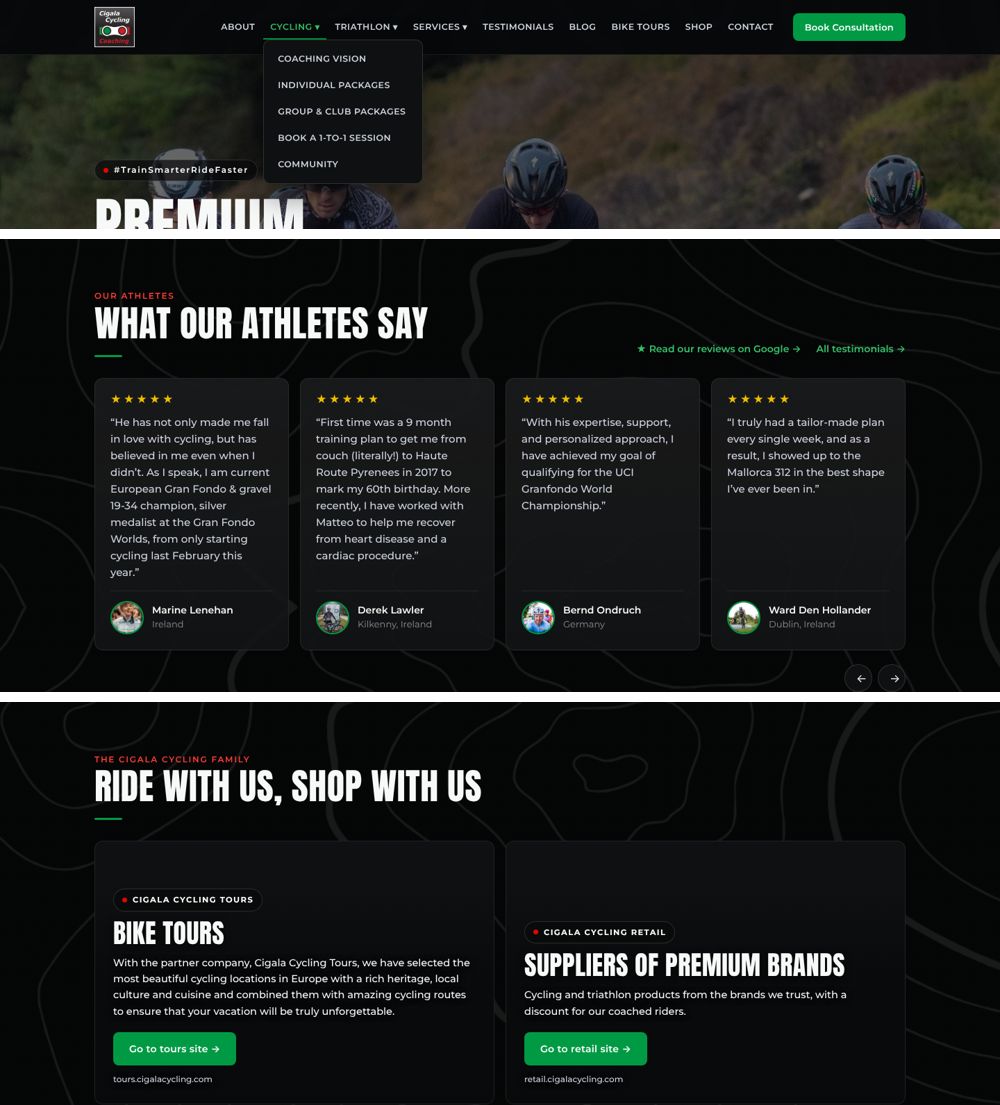 Cigala
Cycling
Coaching
ABOUT
CYCLING ▾
TRIATHLON ▾
SERVICES ▾
TESTIMONIALS
BLOG
BIKE TOURS
SHOP
CONTACT
Book Consultation
COACHING VISION
INDIVIDUAL PACKAGES
GROUP & CLUB PACKAGES
BOOK A 1-TO-1 SESSION
COMMUNITY
#TrainSmarterRideFaster
PREMIUM
OUR ATHLETES
WHAT OUR ATHLETES SAY
★ Read our reviews on Google →
All testimonials →
★★★★★
“He has not only made me fall
in love with cycling, but has
believed in me even when I
didn’t. As I speak, I am current
European Gran Fondo & gravel
19-34 champion, silver
medalist at the Gran Fondo
Worlds, from only starting
cycling last February this
year.”
Marine Lenehan
Ireland
★★★★★
“First time was a 9 month
training plan to get me from
couch (literally!) to Haute
Route Pyrenees in 2017 to
mark my 60th birthday. More
recently, I have worked with
Matteo to help me recover
from heart disease and a
cardiac procedure.”
Derek Lawler
Kilkenny, Ireland
★★★★★
“With his expertise, support,
and personalized approach, I
have achieved my goal of
qualifying for the UCI
Granfondo World
Championship.”
Bernd Ondruch
Germany
★★★★★
“I truly had a tailor-made plan
every single week, and as a
result, I showed up to the
Mallorca 312 in the best shape
I’ve ever been in.”
Ward Den Hollander
Dublin, Ireland
← →
THE CIGALA CYCLING FAMILY
RIDE WITH US, SHOP WITH US
CIGALA CYCLING TOURS
BIKE TOURS
With the partner company, Cigala Cycling Tours, we have selected the
most beautiful cycling locations in Europe with a rich heritage, local
culture and cuisine and combined them with amazing cycling routes
to ensure that your vacation will be truly unforgettable.
Go to tours site →
tours.cigalacycling.com
CIGALA CYCLING RETAIL
SUPPLIERS OF PREMIUM BRANDS
Cycling and triathlon products from the brands we trust, with a
discount for our coached riders.
Go to retail site →
retail.cigalacycling.com